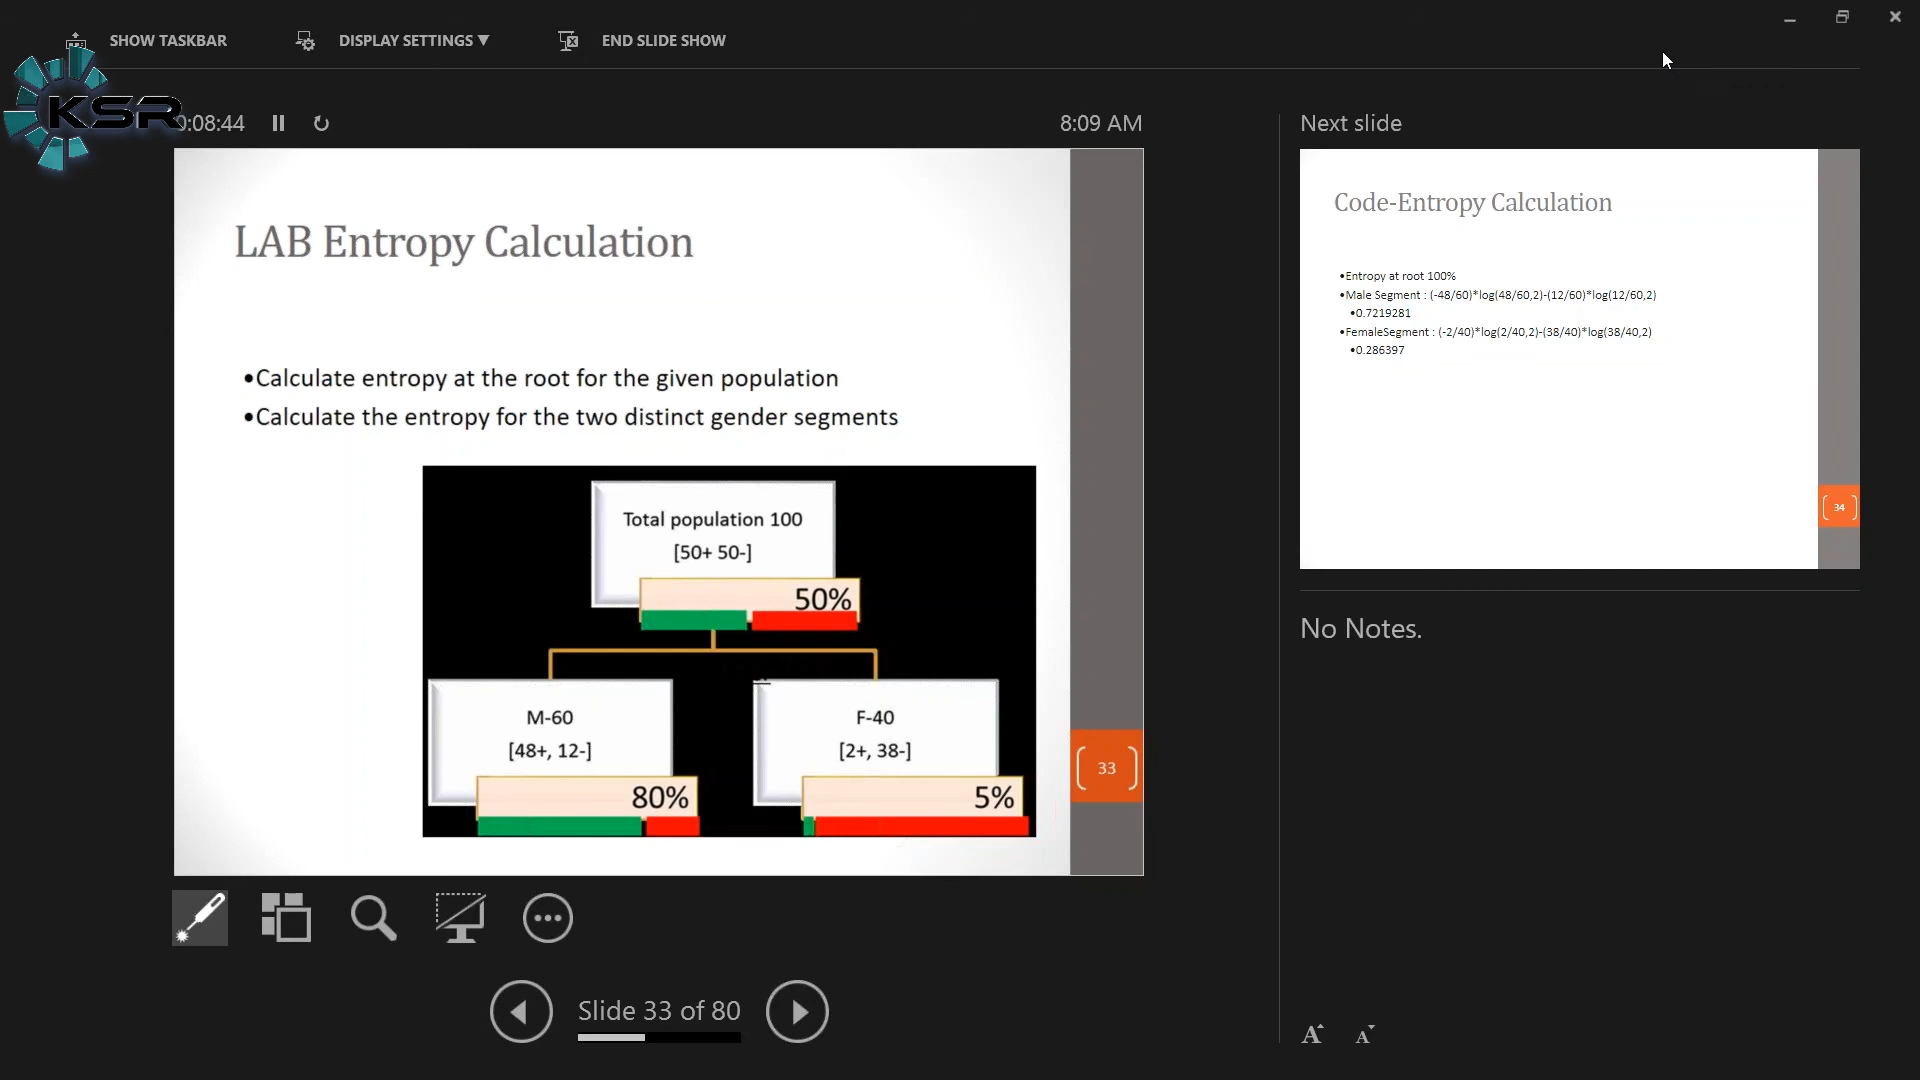 SHOW TASKBAR
DISPLAY SETTINGS ▼
END SLIDE SHOW
KSR
0:08:44
8:09 AM
LAB Entropy Calculation
•Calculate entropy at the root for the given population
•Calculate the entropy for the two distinct gender segments
Total population 100
[50+ 50-]
50%
M-60
[48+, 12-]
80%
F-40
[2+, 38-]
5%
33
Slide 33 of 80
Next slide
Code-Entropy Calculation
•Entropy at root 100%
•Male Segment : (-48/60)*log(48/60,2)-(12/60)*log(12/60,2)
•0.7219281
•FemaleSegment : (-2/40)*log(2/40,2)-(38/40)*log(38/40,2)
•0.286397
34
No Notes.
A A